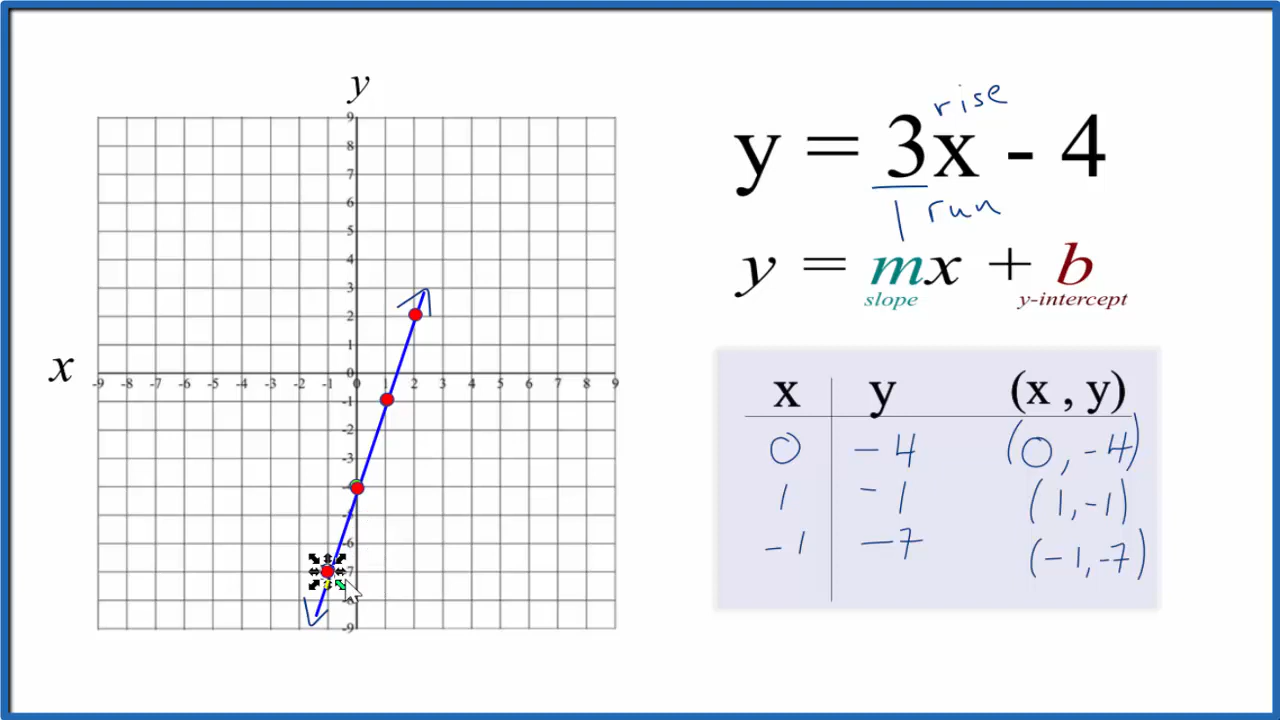 y
9
8
7
6
5
4
3
2
1
x
-9 -8 -7 -6 -5 -4 -3 -2 -1 0 0 1 2 3 4 5 6 7 8 9
-1
-2
-3
-6
-7
-8
-9
rise
y = 3x - 4
1 run
y = mx + b
slope y-intercept
x y (x , y)
0 -4 (0, -4)
1 -1 (1, -1)
-1 -7 (-1, -7)